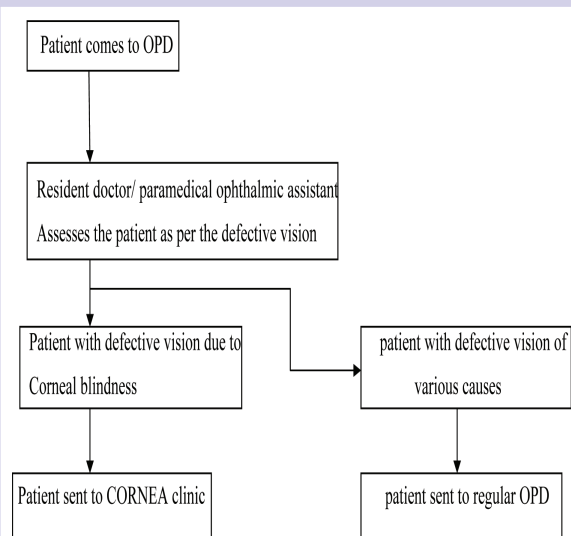 Patient comes to OPD
Resident doctor/ paramedical ophthalmic assistant
Assesses the patient as per the defective vision
Patient with defective vision due to
Corneal blindness
patient with defective vision of
various causes
Patient sent to CORNEA clinic
patient sent to regular OPD